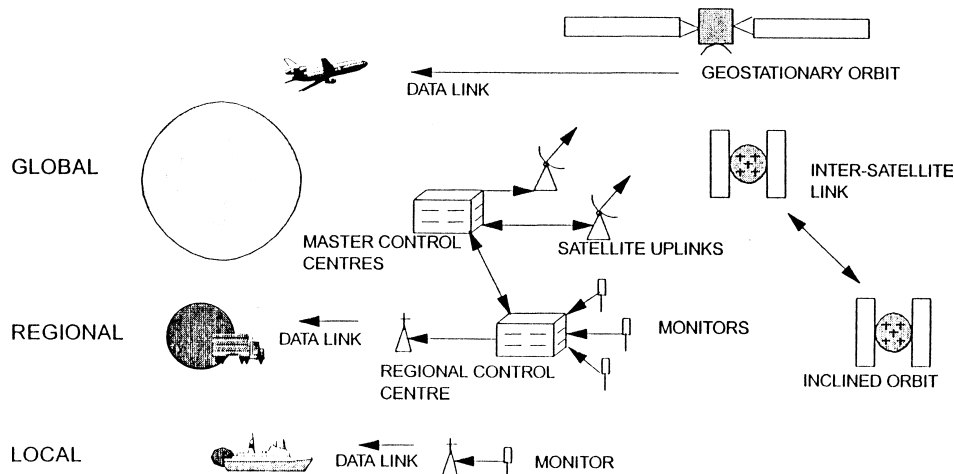 GEOSTATIONARY ORBIT
DATA LINK
GLOBAL
INTER-SATELLITE
LINK
MASTER CONTROL
CENTRES
SATELLITE UPLINKS
REGIONAL
DATA LINK
MONITORS
REGIONAL CONTROL
CENTRE
INCLINED ORBIT
LOCAL
DATA LINK
MONITOR